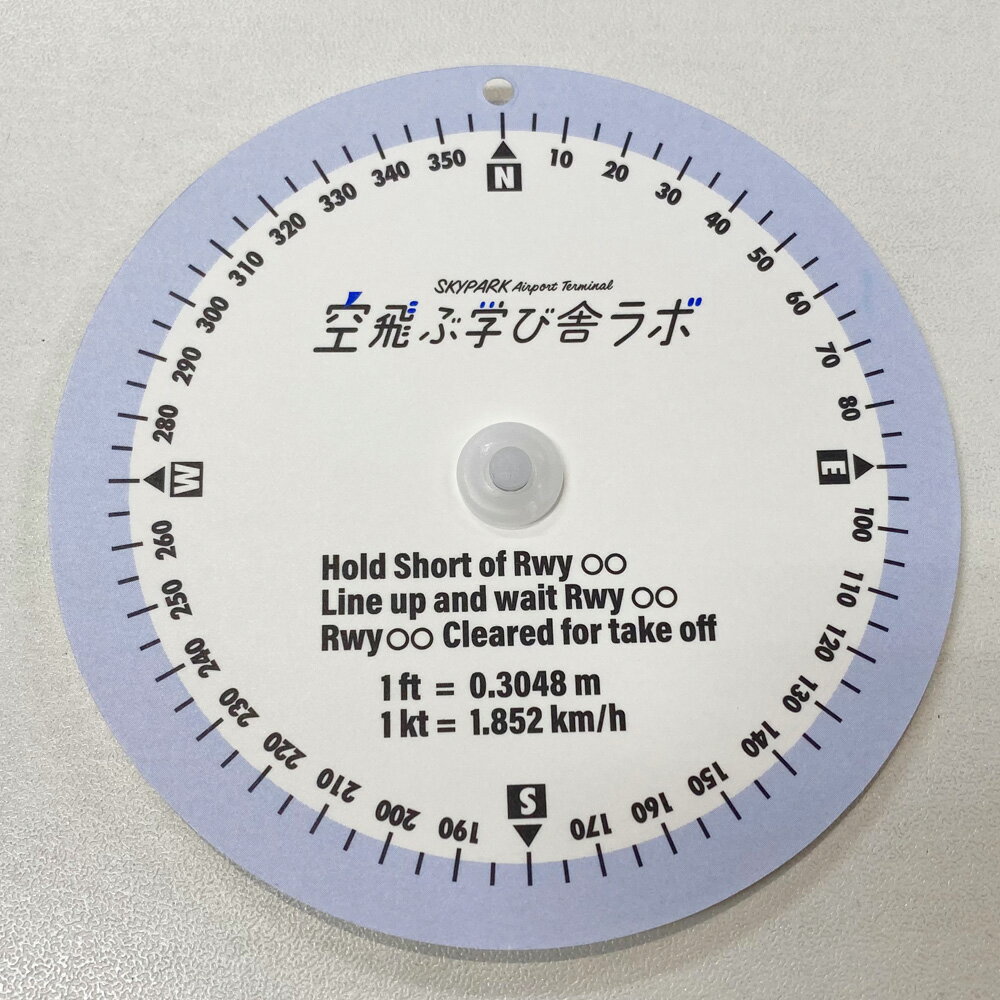 N
10
20
30
40
50
60
70
80
E
100
110
120
130
140
150
160
170
S
190
200
210
220
230
240
250
260
W
280
290
300
310
320
330
340
350
SKYPARK Airport Terminal
空飛ぶ学び舎ラボ
Hold Short of Rwy ○○
Line up and wait Rwy ○○
Rwy○○ Cleared for take off
1 ft = 0.3048 m
1 kt = 1.852 km/h